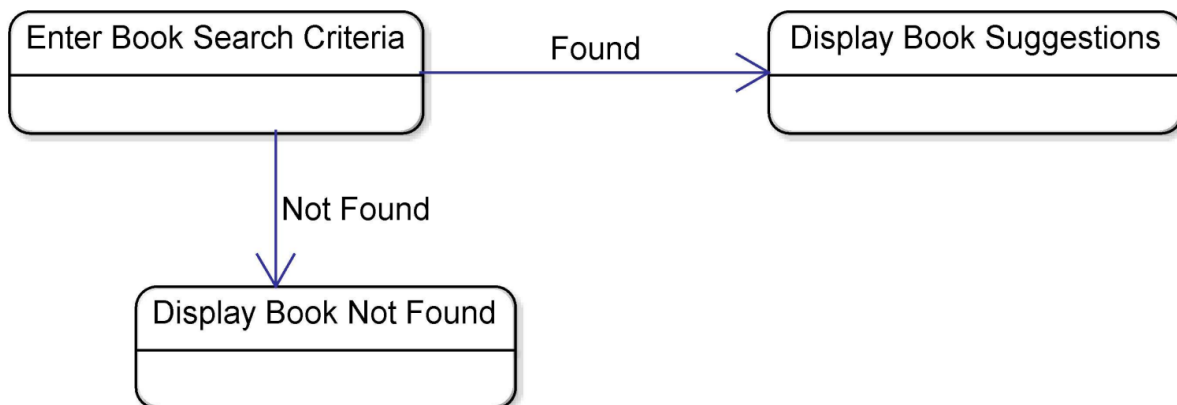 Enter Book Search Criteria
Found
Display Book Suggestions
Not Found
Display Book Not Found